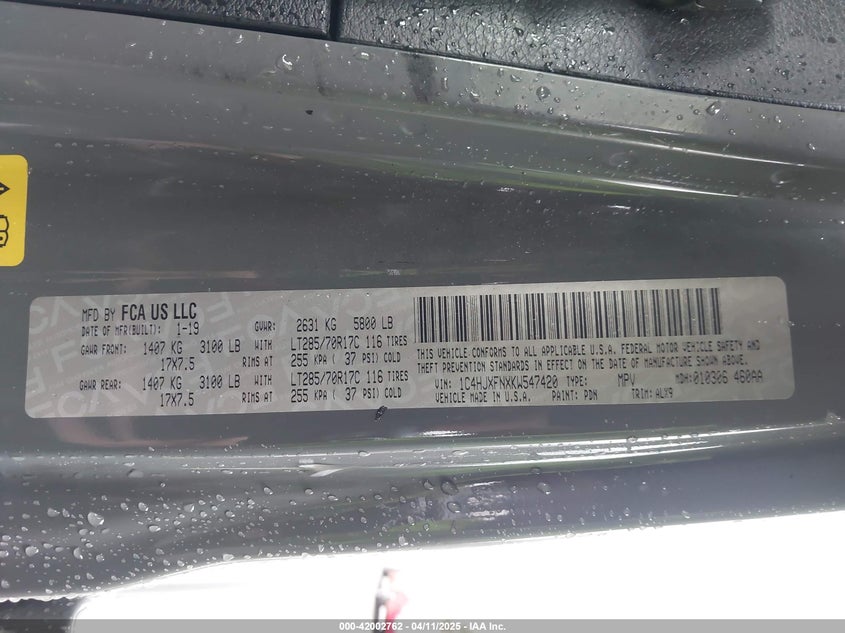 MFD BY FCA US LLC
DATE OF MFR(BUILT): 1-19 GVWR: 2631 KG 5800 LB
GAWR FRONT: 1407 KG 3100 LB WITH LT285/70R17C 116 TIRES
17X7.5 RIMS AT 255 KPA ( 37 PSI) COLD
GAWR REAR: 1407 KG 3100 LB WITH LT285/70R17C 116 TIRES
17X7.5 RIMS AT 255 KPA ( 37 PSI) COLD
THIS VEHICLE CONFORMS TO ALL APPLICABLE U.S.A. FEDERAL MOTOR VEHICLE SAFETY AND
THEFT PREVENTION STANDARDS IN EFFECT ON THE DATE OF MANUFACTURE SHOWN ABOVE.
VIN: 1C4HJXFNXKW547420 TYPE: MPV MDH: 010306 460AA
VEHICLE MADE IN U.S.A. PAINT: PDN TRIM: ALX9
000-42002762 - 04/11/2025 - IAA Inc.